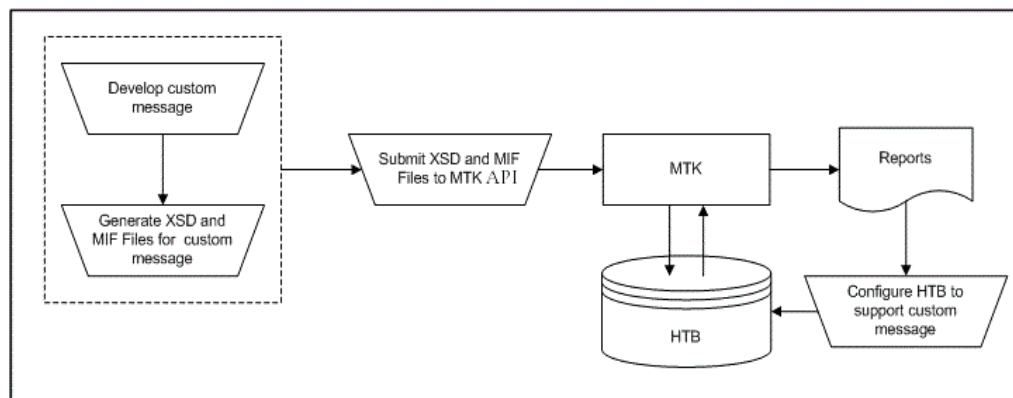 Develop custom
message
Generate XSD and
MIF Files for custom
message
Submit XSD and MIF
Files to MTK API
MTK
Reports
HTB
Configure HTB to
support custom
message